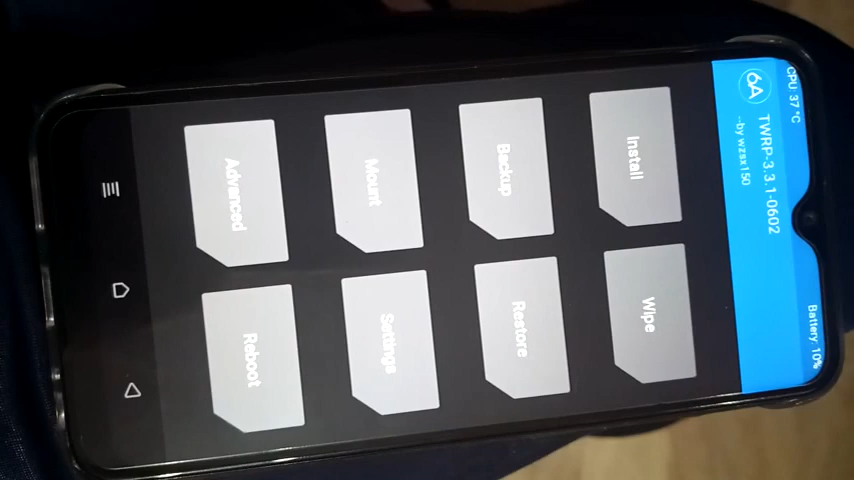 CPU: 37 °C
Battery: 10%
TWRP-3.3.1-0602
--by wzsx150
Install
Wipe
Backup
Restore
Mount
Settings
Advanced
Reboot